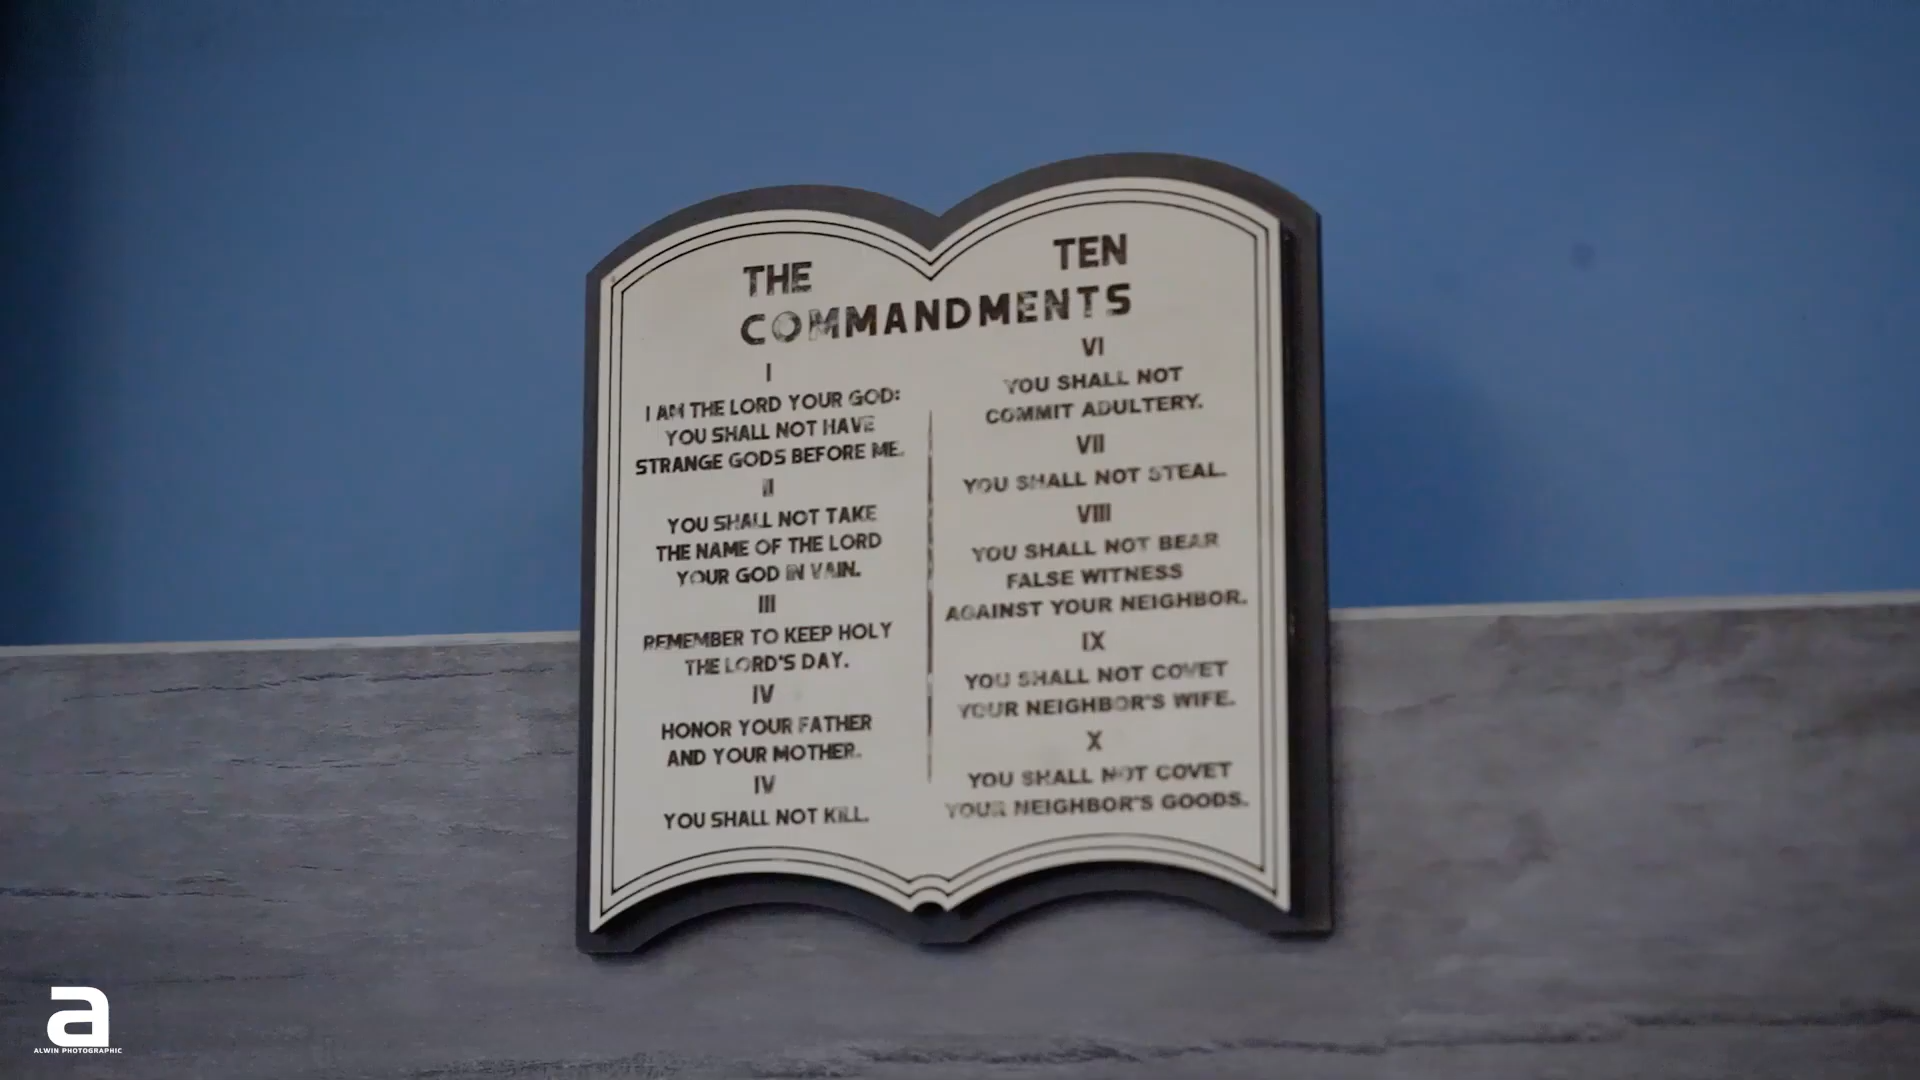 THE TEN
COMMANDMENTS
I
I AM THE LORD YOUR GOD:
YOU SHALL NOT HAVE
STRANGE GODS BEFORE ME.
II
YOU SHALL NOT TAKE
THE NAME OF THE LORD
YOUR GOD IN VAIN.
III
REMEMBER TO KEEP HOLY
THE LORD'S DAY.
IV
HONOR YOUR FATHER
AND YOUR MOTHER.
IV
YOU SHALL NOT KILL.
VI
YOU SHALL NOT
COMMIT ADULTERY.
VII
YOU SHALL NOT STEAL.
VIII
YOU SHALL NOT BEAR
FALSE WITNESS
AGAINST YOUR NEIGHBOR.
IX
YOU SHALL NOT COVET
YOUR NEIGHBOR'S WIFE.
X
YOU SHALL NOT COVET
YOUR NEIGHBOR'S GOODS.
a
ALWIN PHOTOGRAPHIC